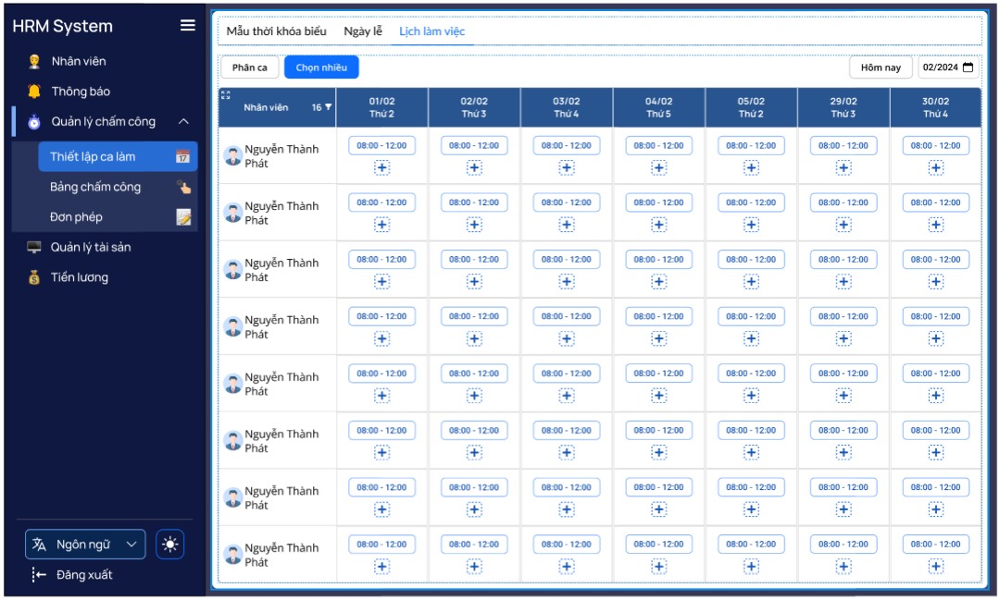 HRM System
Nhân viên
Thông báo
Quản lý chấm công
Thiết lập ca làm
17
Bảng chấm công
Đơn phép
Quản lý tài sản
Tiền lương
Ngôn ngữ
Đăng xuất
Mẫu thời khóa biểu Ngày lễ Lịch làm việc
Phân ca Chọn nhiều Hôm nay 02/2024
Nhân viên 16
01/02 02/02 03/02 04/02 05/02 29/02 30/02
Thứ 2 Thứ 3 Thứ 4 Thứ 5 Thứ 2 Thứ 3 Thứ 4
Nguyễn Thành
Phát
08:00 - 12:00 08:00 - 12:00 08:00 - 12:00 08:00 - 12:00 08:00 - 12:00 08:00 - 12:00 08:00 - 12:00
+ + + + + + +
Nguyễn Thành
Phát
08:00 - 12:00 08:00 - 12:00 08:00 - 12:00 08:00 - 12:00 08:00 - 12:00 08:00 - 12:00 08:00 - 12:00
+ + + + + + +
Nguyễn Thành
Phát
08:00 - 12:00 08:00 - 12:00 08:00 - 12:00 08:00 - 12:00 08:00 - 12:00 08:00 - 12:00 08:00 - 12:00
+ + + + + + +
Nguyễn Thành
Phát
08:00 - 12:00 08:00 - 12:00 08:00 - 12:00 08:00 - 12:00 08:00 - 12:00 08:00 - 12:00 08:00 - 12:00
+ + + + + + +
Nguyễn Thành
Phát
08:00 - 12:00 08:00 - 12:00 08:00 - 12:00 08:00 - 12:00 08:00 - 12:00 08:00 - 12:00 08:00 - 12:00
+ + + + + + +
Nguyễn Thành
Phát
08:00 - 12:00 08:00 - 12:00 08:00 - 12:00 08:00 - 12:00 08:00 - 12:00 08:00 - 12:00 08:00 - 12:00
+ + + + + + +
Nguyễn Thành
Phát
08:00 - 12:00 08:00 - 12:00 08:00 - 12:00 08:00 - 12:00 08:00 - 12:00 08:00 - 12:00 08:00 - 12:00
+ + + + + + +
Nguyễn Thành
Phát
08:00 - 12:00 08:00 - 12:00 08:00 - 12:00 08:00 - 12:00 08:00 - 12:00 08:00 - 12:00 08:00 - 12:00
+ + + + + + +